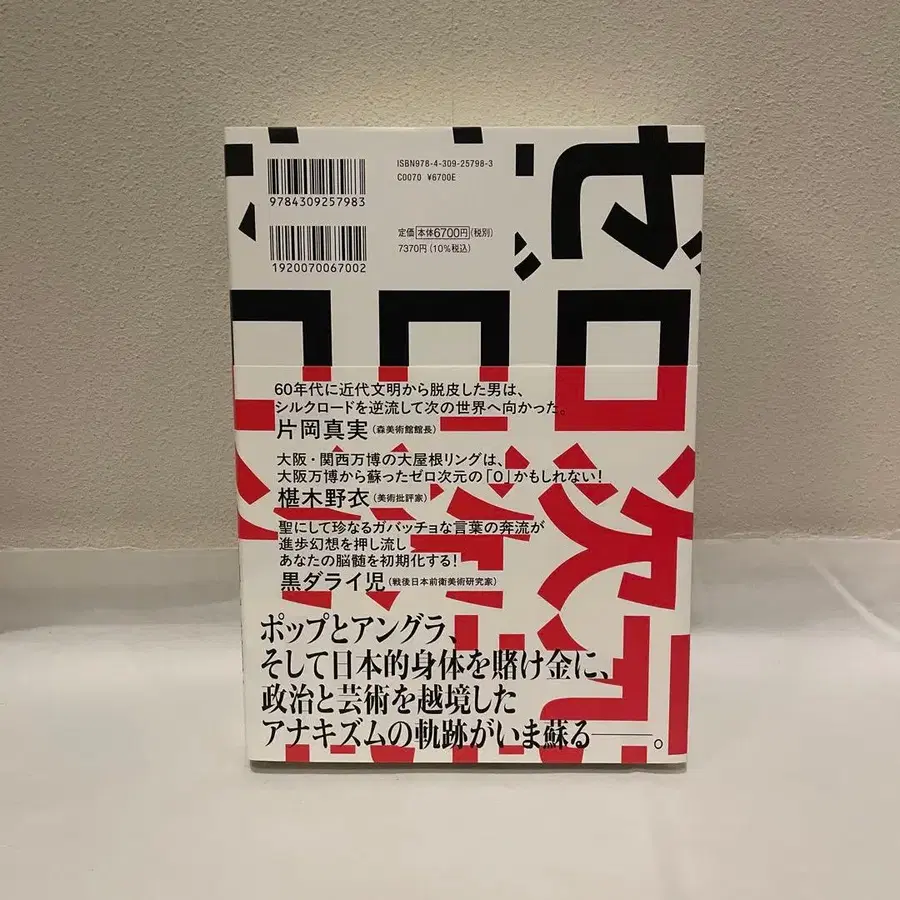 ISBN978-4-309-25798-3
C0070 ¥6700E
9784309257983
定価 本体6700円(税別)
7370円(10%税込)
1920070067002
ゼロ次元
60年代に近代文明から脱皮した男は、
シルクロードを逆流して次の世界へ向かった。
片岡真実(森美術館館長)
大阪・関西万博の大屋根リングは、
大阪万博から蘇ったゼロ次元の「0」かもしれない!
椹木野衣(美術批評家)
聖にして珍なるガバッチョな言葉の奔流が
進歩幻想を押し流し
あなたの脳髄を初期化する!
黒ダライ児(戦後日本前衛美術研究家)
ポップとアングラ、
そして日本的身体を賭け金に、
政治と芸術を越境した
アナキズムの軌跡がいま蘇る――。